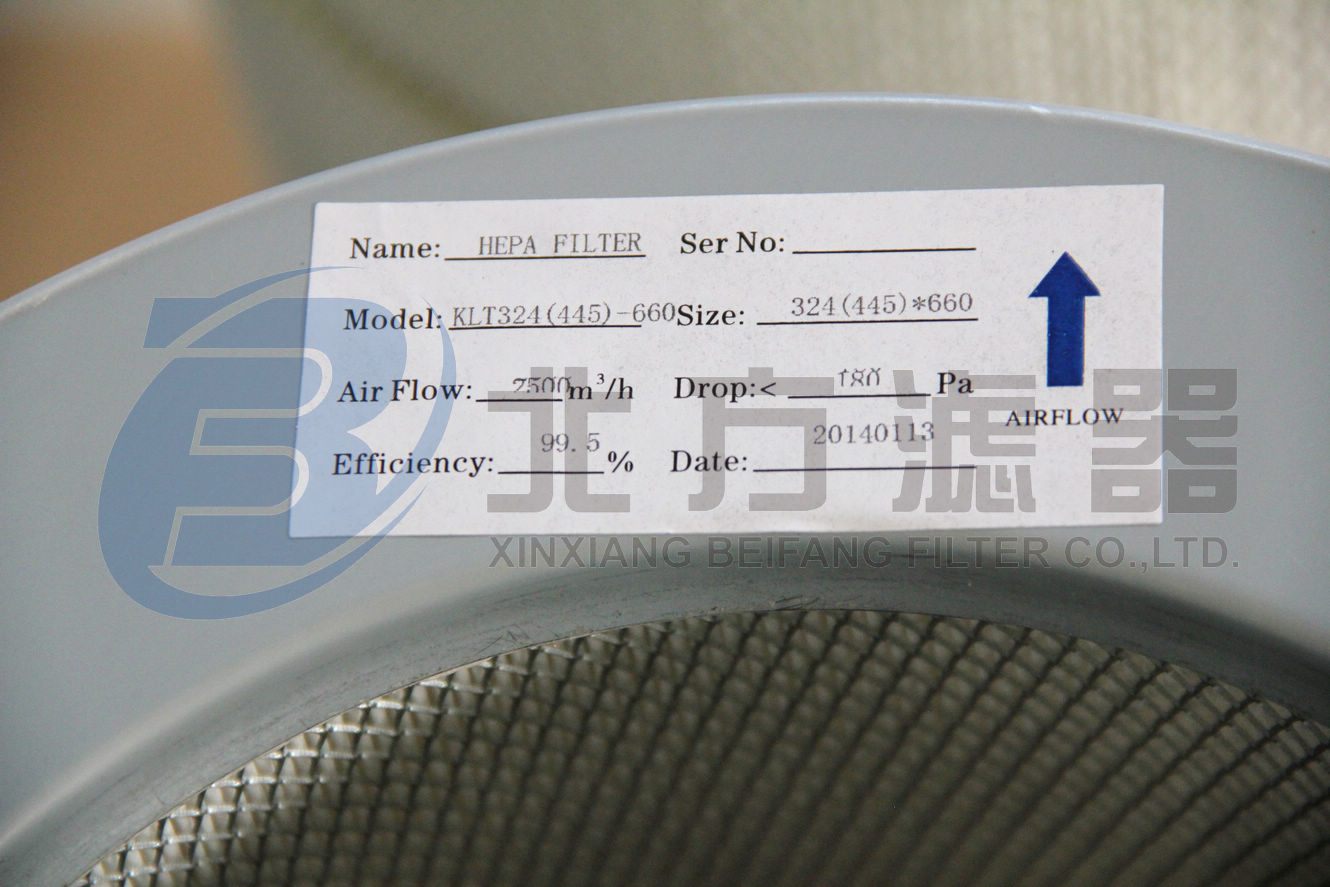 Name: HEPA FILTER Ser No:
Model: KLT324(445)-660 Size: 324(445)*660
Air Flow: 2500 m³/h Drop:< 180 Pa
Efficiency: 99.5 % Date: 20140113
AIRFLOW
北方滤器
XINXIANG BEIFANG FILTER CO.,LTD.